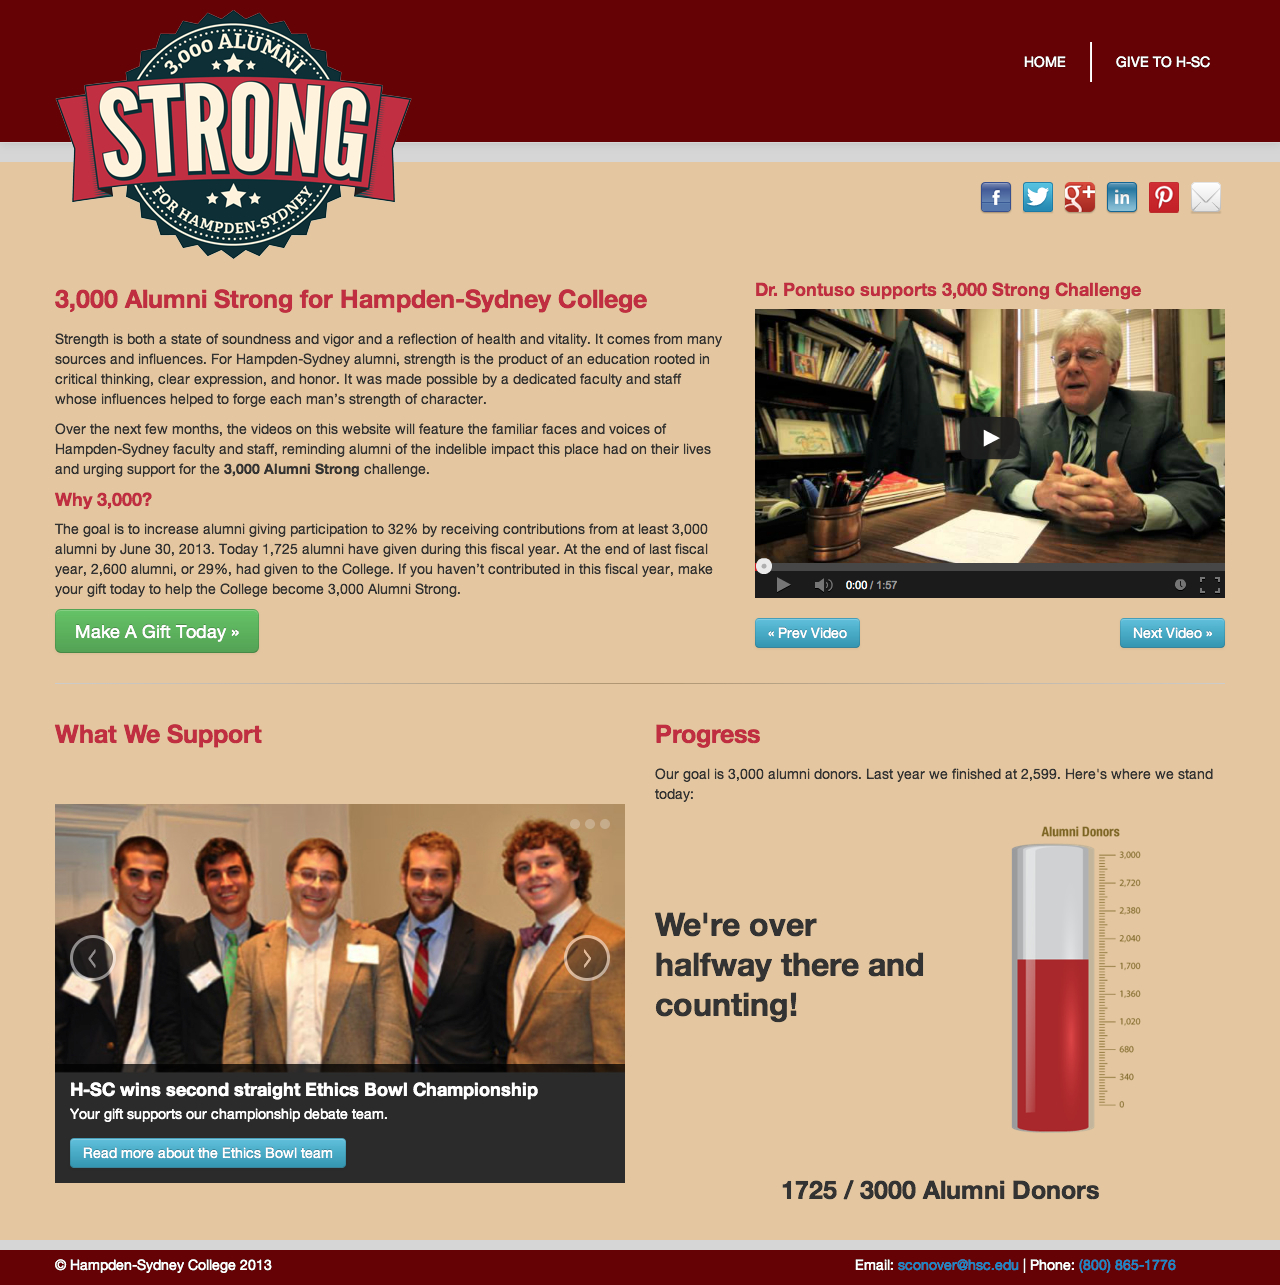 3,000 ALUMNI
STRONG
FOR HAMPDEN-SYDNEY
HOME
GIVE TO H-SC
3,000 Alumni Strong for Hampden-Sydney College
Strength is both a state of soundness and vigor and a reflection of health and vitality. It comes from many
sources and influences. For Hampden-Sydney alumni, strength is the product of an education rooted in
critical thinking, clear expression, and honor. It was made possible by a dedicated faculty and staff
whose influences helped to forge each man’s strength of character.
Over the next few months, the videos on this website will feature the familiar faces and voices of
Hampden-Sydney faculty and staff, reminding alumni of the indelible impact this place had on their lives
and urging support for the 3,000 Alumni Strong challenge.
Why 3,000?
The goal is to increase alumni giving participation to 32% by receiving contributions from at least 3,000
alumni by June 30, 2013. Today 1,725 alumni have given during this fiscal year. At the end of last fiscal
year, 2,600 alumni, or 29%, had given to the College. If you haven’t contributed in this fiscal year, make
your gift today to help the College become 3,000 Alumni Strong.
Make A Gift Today »
Dr. Pontuso supports 3,000 Strong Challenge
0:00 / 1:57
« Prev Video
Next Video »
What We Support
H-SC wins second straight Ethics Bowl Championship
Your gift supports our championship debate team.
Read more about the Ethics Bowl team
Progress
Our goal is 3,000 alumni donors. Last year we finished at 2,599. Here's where we stand
today:
We're over
halfway there and
counting!
Alumni Donors
3,000
2,720
2,380
2,040
1,700
1,360
1,020
680
340
0
1725 / 3000 Alumni Donors
© Hampden-Sydney College 2013
Email: sconover@hsc.edu | Phone: (800) 865-1776